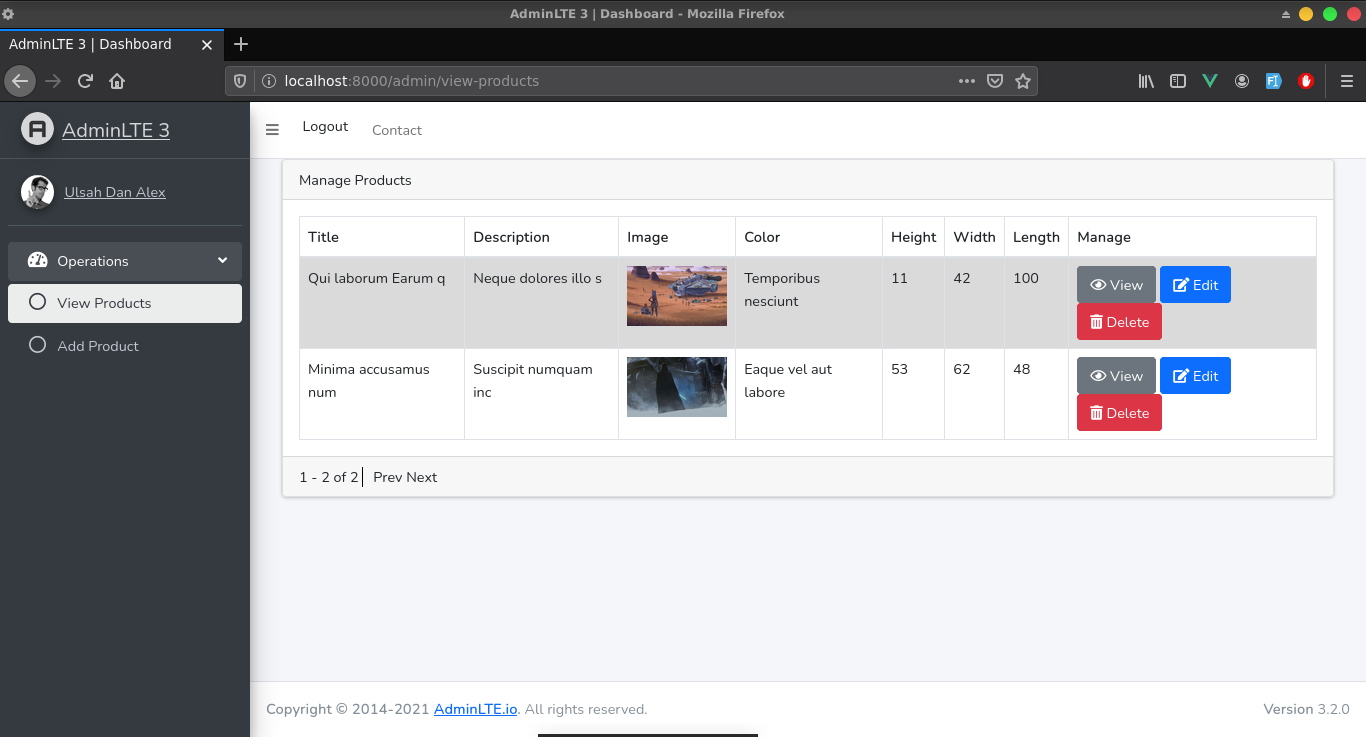 AdminLTE 3 | Dashboard - Mozilla Firefox
AdminLTE 3 | Dashboard
localhost:8000/admin/view-products
AdminLTE 3
Logout
Contact
Ulsah Dan Alex
Operations
View Products
Add Product
Manage Products
Title Description Image Color Height Width Length Manage
Qui laborum Earum q Neque dolores illo s Temporibus 11 42 100 View Edit
nesciunt
Delete
Minima accusamus Suscipit numquam Eaque vel aut 53 62 48 View Edit
num inc labore
Delete
1 - 2 of 2 Prev Next
Copyright © 2014-2021 AdminLTE.io. All rights reserved. Version 3.2.0